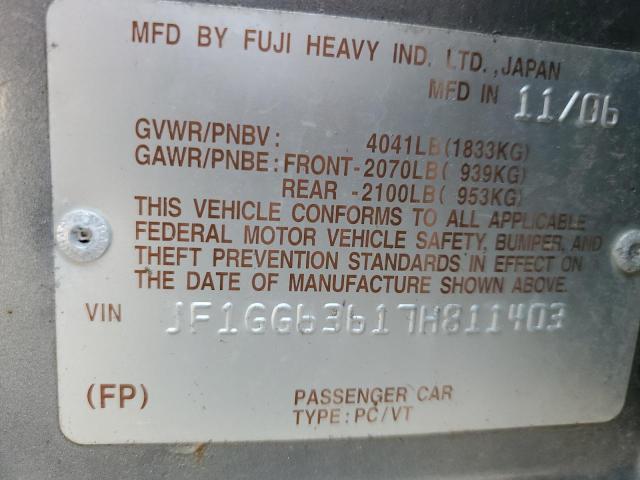 MFD BY FUJI HEAVY IND. LTD., JAPAN
MFD IN 11/06
GVWR/PNBV: 4041LB(1833KG)
GAWR/PNBE: FRONT-2070LB( 939KG)
REAR -2100LB( 953KG)
THIS VEHICLE CONFORMS TO ALL APPLICABLE
FEDERAL MOTOR VEHICLE SAFETY, BUMPER, AND
THEFT PREVENTION STANDARDS IN EFFECT ON
THE DATE OF MANUFACTURE SHOWN ABOVE.
VIN JF1GG63617H811403
(FP) PASSENGER CAR
TYPE: PC/VT